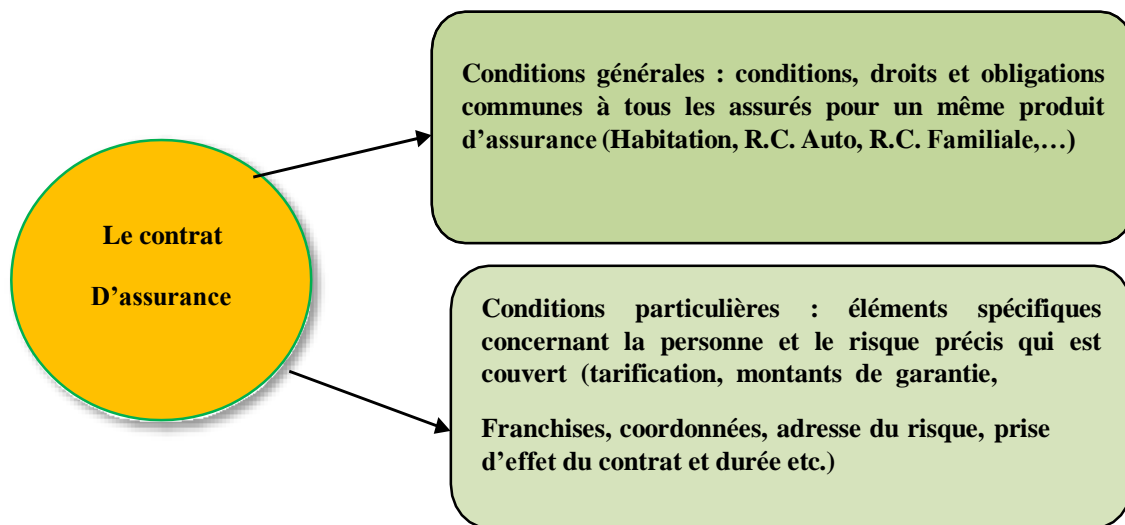 Conditions générales : conditions, droits et obligations
communes à tous les assurés pour un même produit
d’assurance (Habitation, R.C. Auto, R.C. Familiale,…)
Le contrat
D’assurance
Conditions particulières : éléments spécifiques
concernant la personne et le risque précis qui est
couvert (tarification, montants de garantie,
Franchises, coordonnées, adresse du risque, prise
d’effet du contrat et durée etc.)